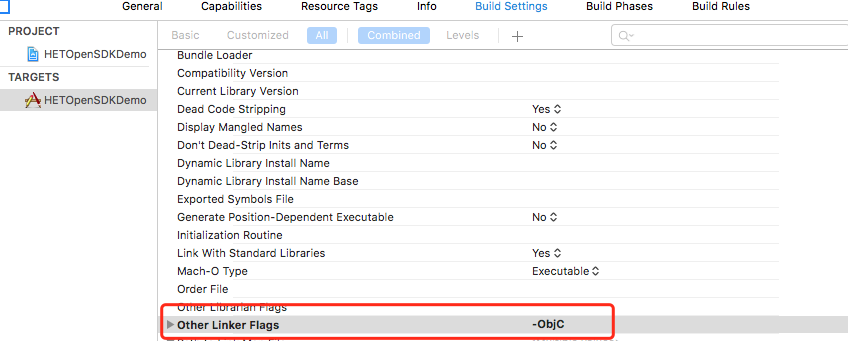 General Capabilities Resource Tags Info Build Settings Build Phases Build Rules
PROJECT
HETOpenSDKDemo
TARGETS
HETOpenSDKDemo
Basic Customized All Combined Levels +
Bundle Loader
Compatibility Version
Current Library Version
Dead Code Stripping Yes
Display Mangled Names No
Don't Dead-Strip Inits and Terms No
Dynamic Library Install Name
Dynamic Library Install Name Base
Exported Symbols File
Generate Position-Dependent Executable No
Initialization Routine
Link With Standard Libraries Yes
Mach-O Type Executable
Order File
Other Librarian Flags
Other Linker Flags -ObjC